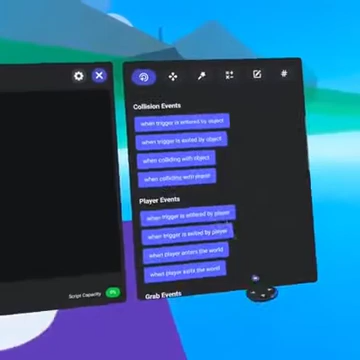 Collision Events
when trigger is entered by object
when trigger is exited by object
when colliding with object
when colliding with player
Player Events
when trigger is entered by player
when trigger is exited by player
when player enters the world
when player exits the world
Grab Events
Script Capacity 0%